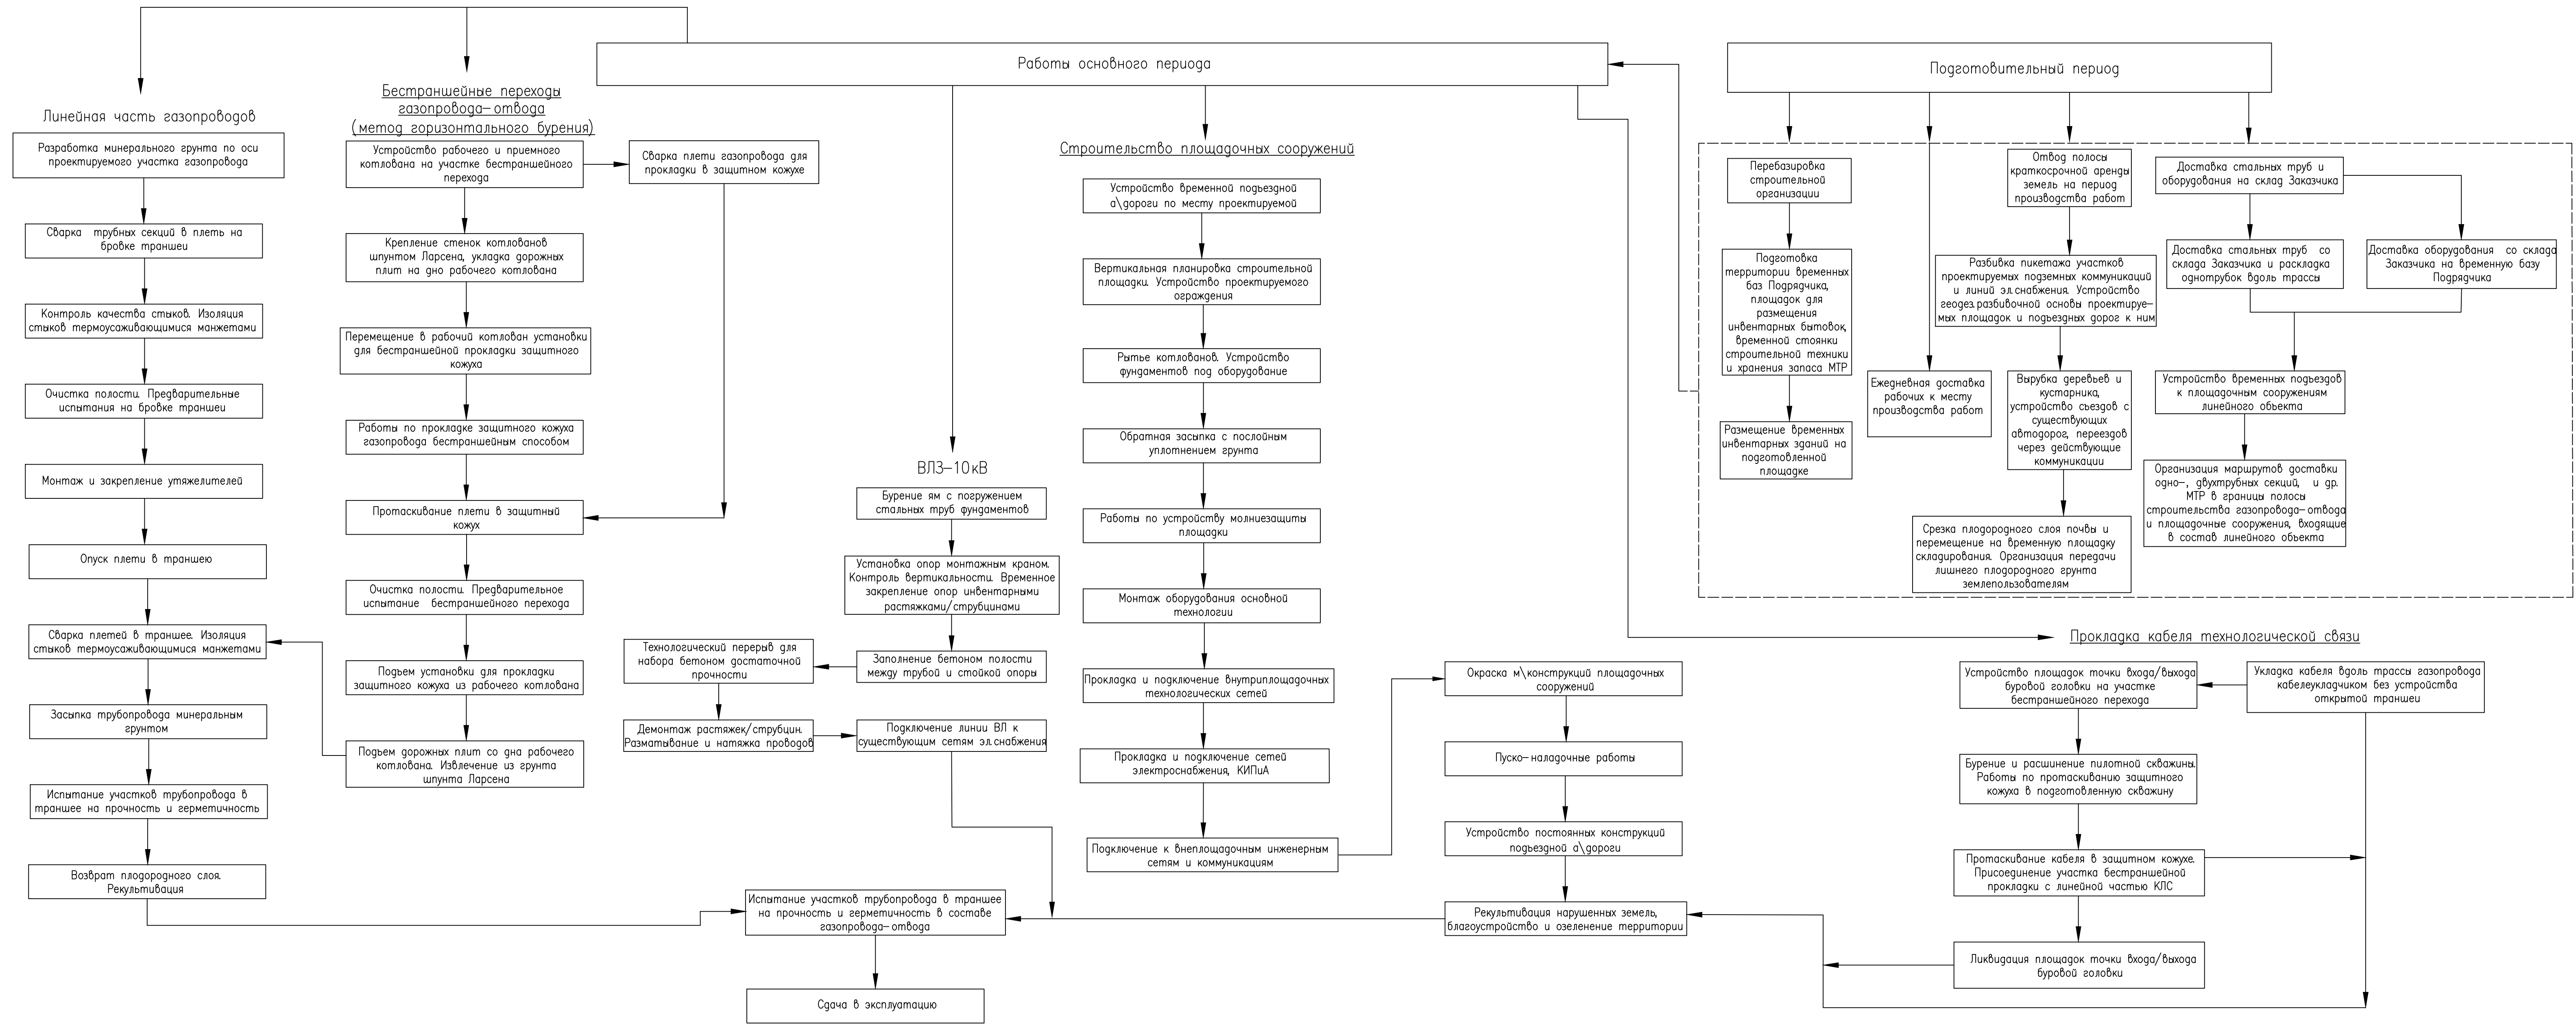 Работы основного периода
Подготовительный период
Линейная часть газопроводов
Разработка минерального грунта по оси
проектируемого участка газопровода
Сварка трубных секций в плеть на
бровке траншеи
Контроль качества стыков. Изоляция
стыков термоусаживающимися манжетами
Очистка полости. Предварительные
испытания на бровке траншеи
Монтаж и закрепление утяжелителей
Опуск плети в траншею
Сварка плетей в траншее. Изоляция
стыков термоусаживающимися манжетами
Засыпка трубопровода минеральным
грунтом
Испытание участков трубопровода в
траншее на прочность и герметичность
Возврат плодородного слоя.
Рекультивация
Бестраншейные переходы
газопровода-отвода
(метод горизонтального бурения)
Устройство рабочего и приемного
котлована на участке бестраншейного
перехода
Сварка плети газопровода для
прокладки в защитном кожухе
Крепление стенок котлованов
шпунтом Ларсена, укладка дорожных
плит на дно рабочего котлована
Перемещение в рабочий котлован установки
для бестраншейной прокладки защитного
кожуха
Работы по прокладке защитного кожуха
газопровода бестраншейным способом
Протаскивание плети в защитный
кожух
Очистка полости. Предварительное
испытание бестраншейного перехода
Подъем установки для прокладки
защитного кожуха из рабочего котлована
Подъем дорожных плит со дна рабочего
котлована. Извлечение из грунта
шпунта Ларсена
ВЛЗ-10кВ
Бурение ям с погружением
стальных труб фундаментов
Установка опор монтажным краном.
Контроль вертикальности. Временное
закрепление опор инвентарными
растяжками/струбцинами
Заполнение бетоном полости
между трубой и стойкой опоры
Технологический перерыв для
набора бетоном достаточной
прочности
Демонтаж растяжек/струбцин.
Разматывание и натяжка проводов
Подключение линии ВЛ к
существующим сетям эл.снабжения
Испытание участков трубопровода в траншее
на прочность и герметичность в составе
газопровода-отвода
Сдача в эксплуатацию
Строительство площадочных сооружений
Устройство временной подъездной
а\дороги по месту проектируемой
Вертикальная планировка строительной
площадки. Устройство проектируемого
ограждения
Рытье котлованов. Устройство
фундаментов под оборудование
Обратная засыпка с послойным
уплотнением грунта
Работы по устройству молниезащиты
площадки
Монтаж оборудования основной
технологии
Прокладка и подключение внутриплощадочных
технологических сетей
Прокладка и подключение сетей
электроснабжения, КИПиА
Подключение к внеплощадочным инженерным
сетям и коммуникациям
Окраска м\конструкций площадочных
сооружений
Пуско-наладочные работы
Устройство постоянных конструкций
подъездной а\дороги
Рекультивация нарушенных земель,
благоустройство и озеленение территории
Перебазировка
строительной
организации
Подготовка
территории временных
баз Подрядчика,
площадок для
размещения
инвентарных бытовок,
временной стоянки
строительной техники
и хранения запаса МТР
Размещение временных
инвентарных зданий на
подготовленной
площадке
Ежедневная доставка
рабочих к месту
производства работ
Отвод полосы
краткосрочной аренды
земель на период
производства работ
Разбивка пикетажа участков
проектируемых подземных коммуникаций
и линий эл.снабжения. Устройство
геодез.разбивочной основы проектируе-
мых площадок и подъездных дорог к ним
Вырубка деревьев и
кустарника,
устройство съездов с
существующих
автодорог, переездов
через действующие
коммуникации
Срезка плодородного слоя почвы и
перемещение на временную площадку
складирования. Организация передачи
лишнего плодородного грунта
землепользователям
Доставка стальных труб и
оборудования на склад Заказчика
Доставка стальных труб со
склада Заказчика и раскладка
однотрубок вдоль трассы
Доставка оборудования со склада
Заказчика на временную базу
Подрядчика
Устройство временных подъездов
к площадочным сооружениям
линейного объекта
Организация маршрутов доставки
одно-, двухтрубных секций, и др.
МТР в границы полосы
строительства газопровода-отвода
и площадочные сооружения, входящие
в состав линейного объекта
Прокладка кабеля технологической связи
Устройство площадок точки входа/выхода
буровой головки на участке
бестраншейного перехода
Укладка кабеля вдоль трассы газопровода
кабелеукладчиком без устройства
открытой траншеи
Бурение и расшинение пилотной скважины.
Работы по протаскиванию защитного
кожуха в подготовленную скважину
Протаскивание кабеля в защитном кожухе.
Присоединение участка бестраншейной
прокладки с линейной частью КЛС
Ликвидация площадок точки входа/выхода
буровой головки